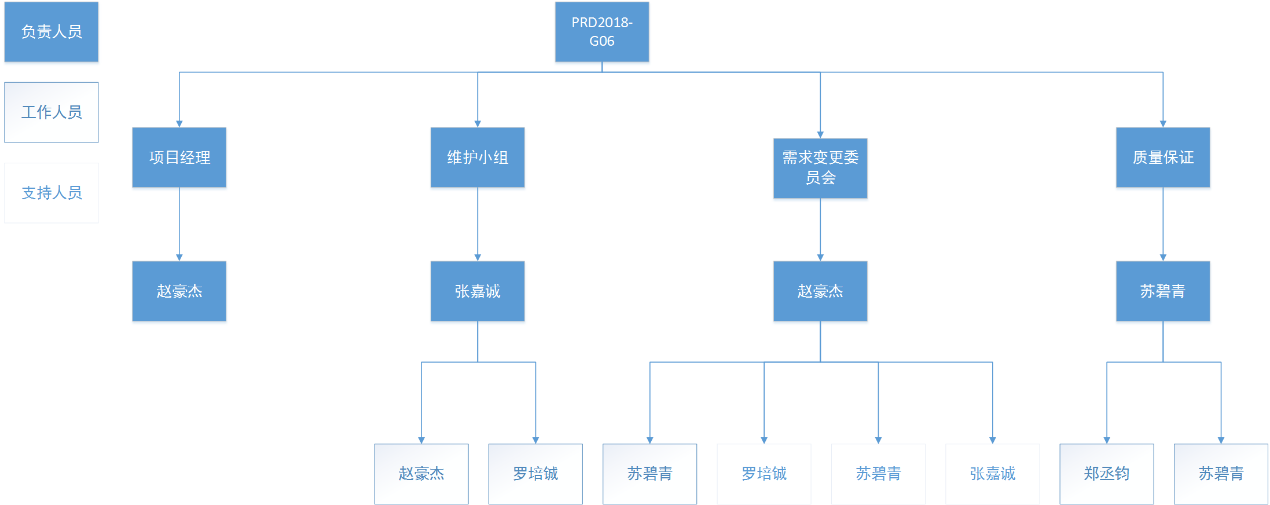 负责人员
PRD2018-
G06
工作人员
项目经理
维护小组
需求变更委
员会
质量保证
支持人员
赵豪杰
张嘉诚
赵豪杰
苏碧青
赵豪杰
罗培铖
苏碧青
罗培铖
苏碧青
张嘉诚
郑丞钧
苏碧青